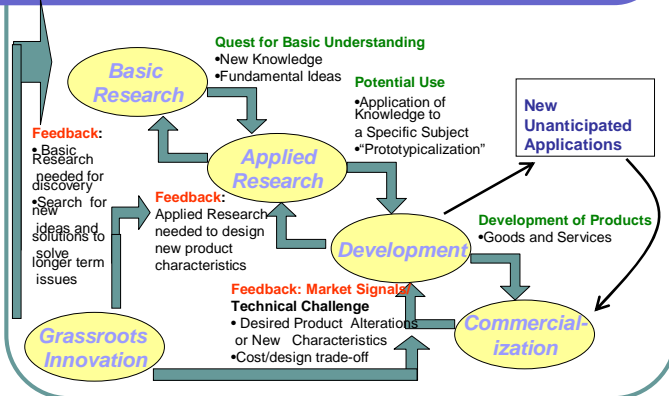 Quest for Basic Understanding
•New Knowledge
•Fundamental Ideas
Basic
Research
Potential Use
•Application of
Knowledge to
a Specific Subject
•“Prototypicalization”
New
Unanticipated
Applications
Feedback:
• Basic
Research
needed for
discovery
•Search for
new
ideas and
solutions to
solve
longer term
issues
Applied
Research
Feedback:
Applied Research
needed to design
new product
characteristics
Development
Development of Products
•Goods and Services
Feedback: Market Signals/
Technical Challenge
• Desired Product Alterations
or New Characteristics
•Cost/design trade-off
Commercial-
ization
Grassroots
Innovation